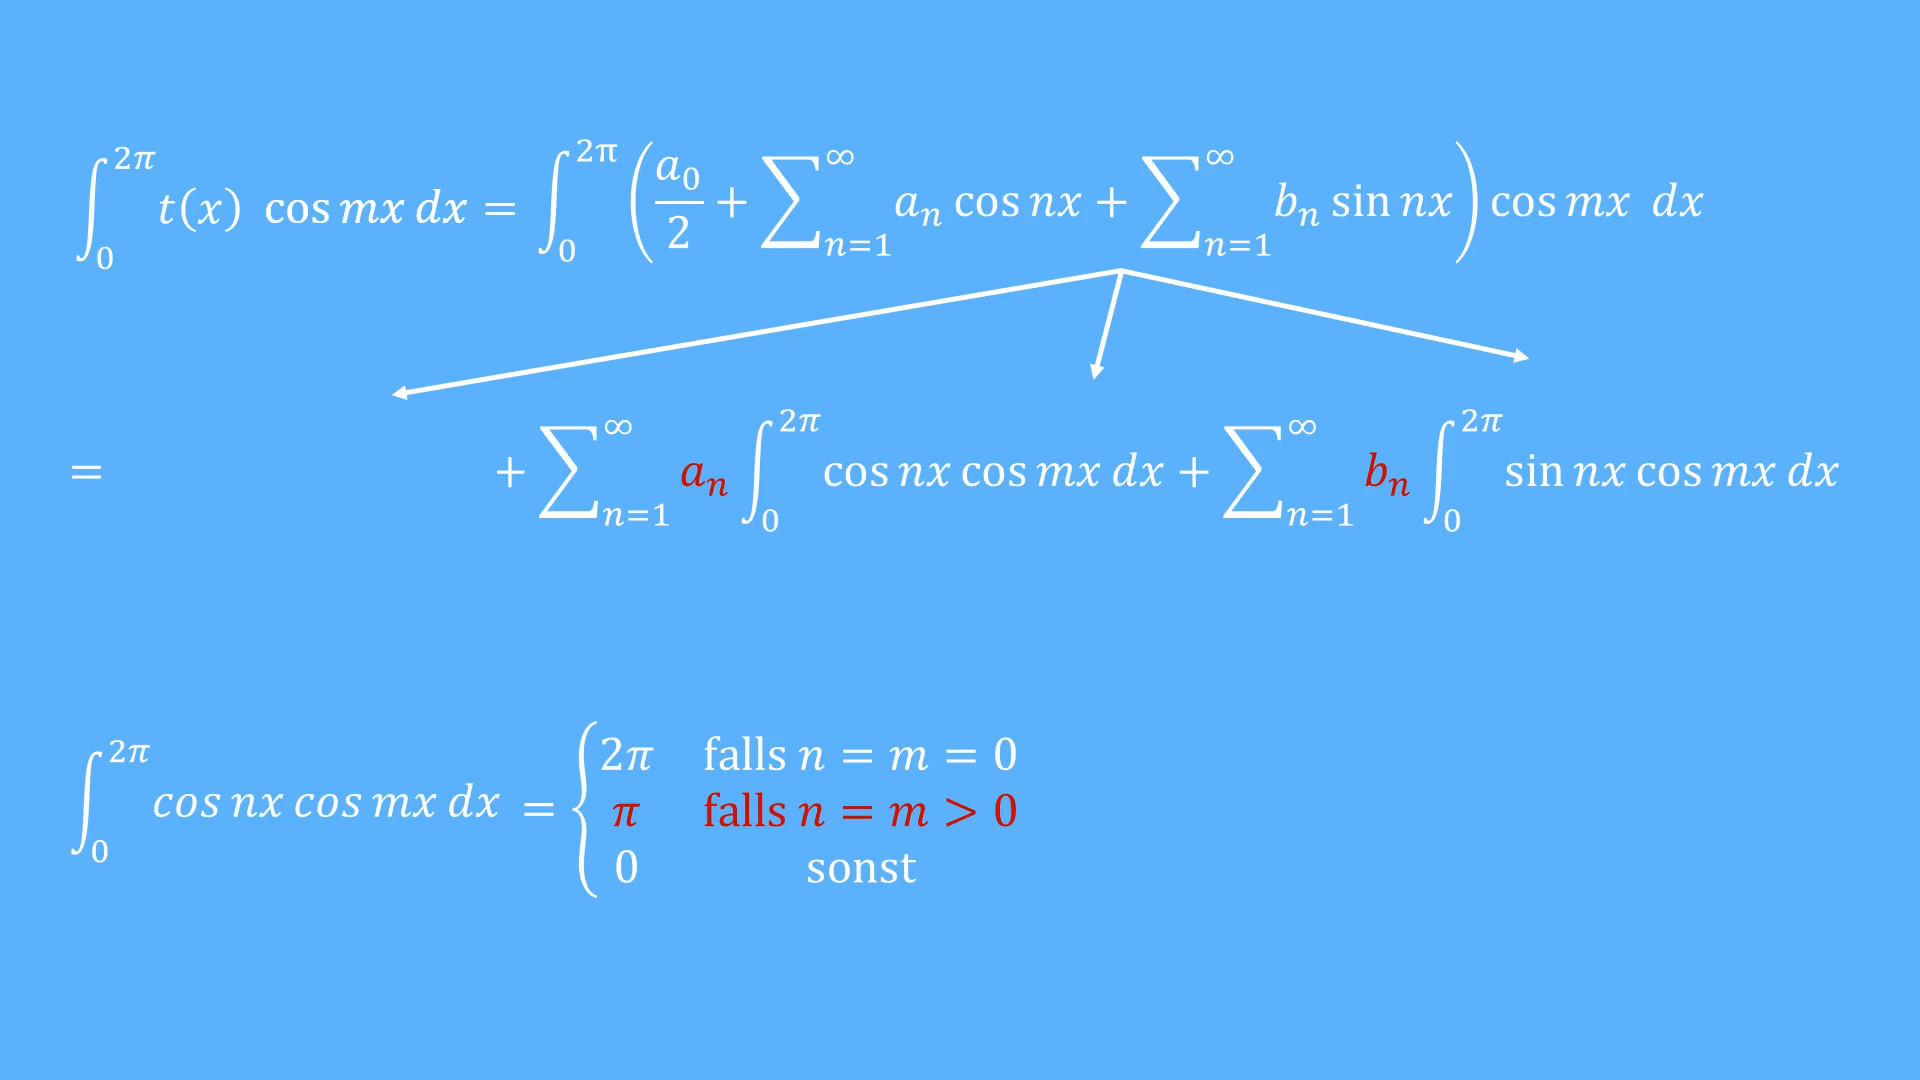 ∫₀^{2π} t(x) cos mx dx = ∫₀^{2π} (a₀/2 + ∑_{n=1}^{∞} aₙ cos nx + ∑_{n=1}^{∞} bₙ sin nx) cos mx dx
= + ∑_{n=1}^{∞} aₙ ∫₀^{2π} cos nx cos mx dx + ∑_{n=1}^{∞} bₙ ∫₀^{2π} sin nx cos mx dx
∫₀^{2π} cos nx cos mx dx = { 2π falls n = m = 0
π falls n = m > 0
0 sonst